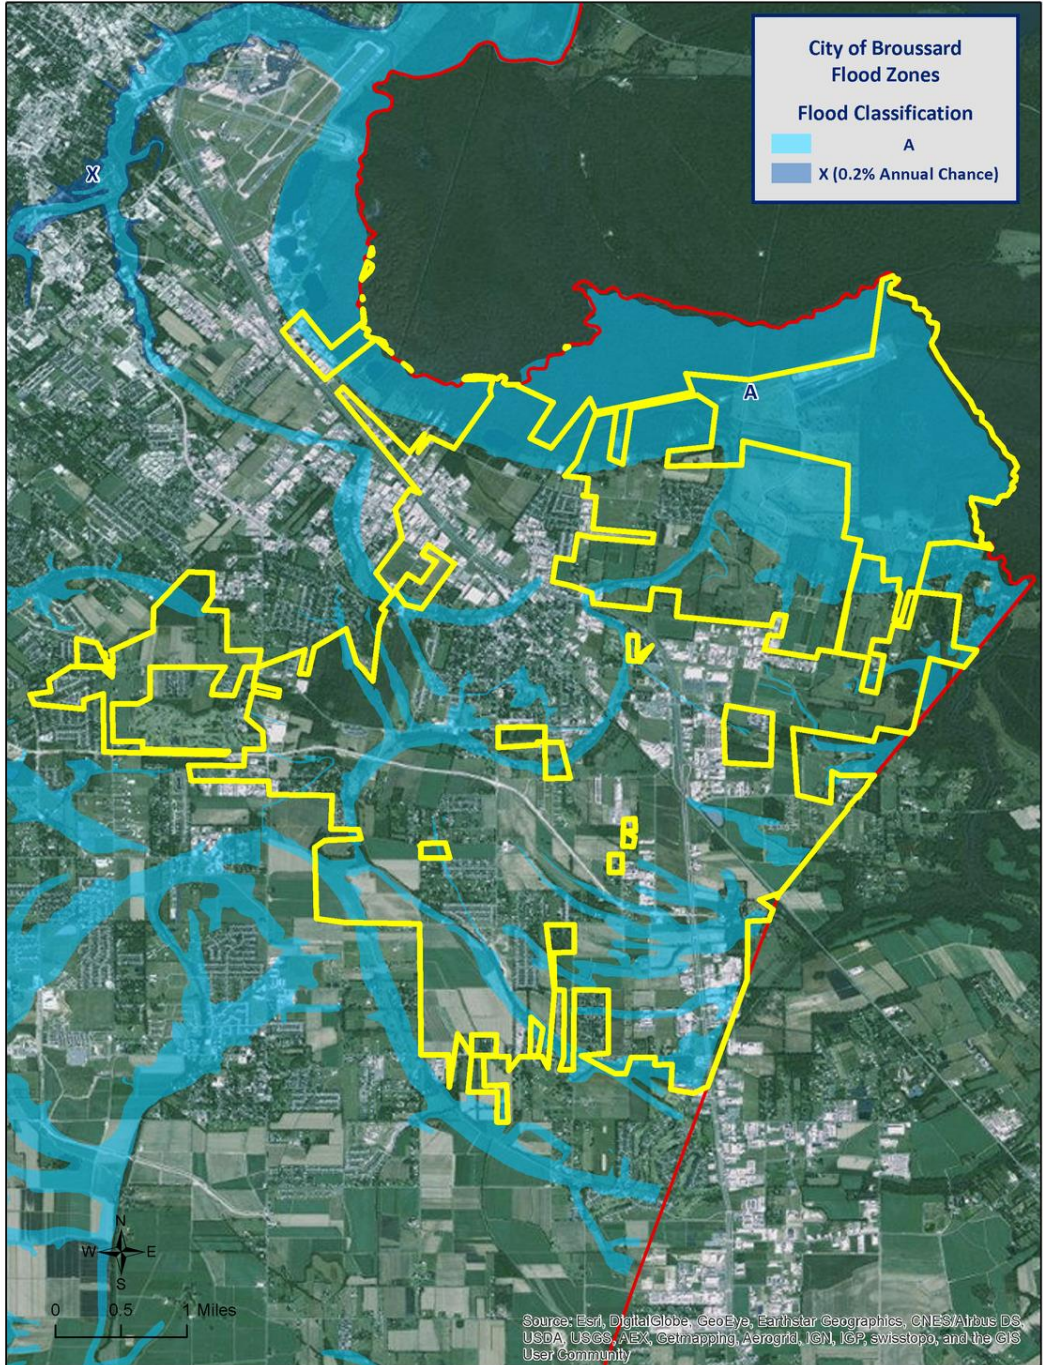 City of Broussard
Flood Zones
Flood Classification
A
X (0.2% Annual Chance)
X
A
N
W E
S
0 0.5 1 Miles
Source: Esri, DigitalGlobe, GeoEye, Earthstar Geographics, CNES/Airbus DS,
USDA, USGS, AEX, Getmapping, Aerogrid, IGN, IGP, swisstopo, and the GIS
User Community